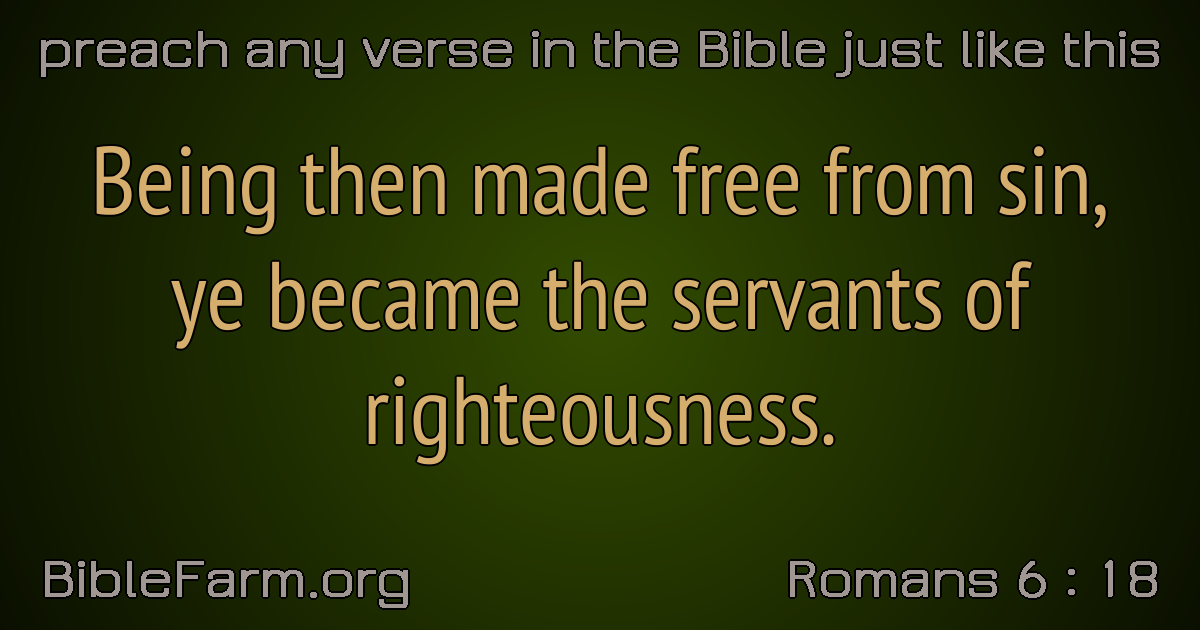 preach any verse in the Bible just like this
Being then made free from sin,
ye became the servants of
righteousness.
BibleFarm.org
Romans 6 : 18